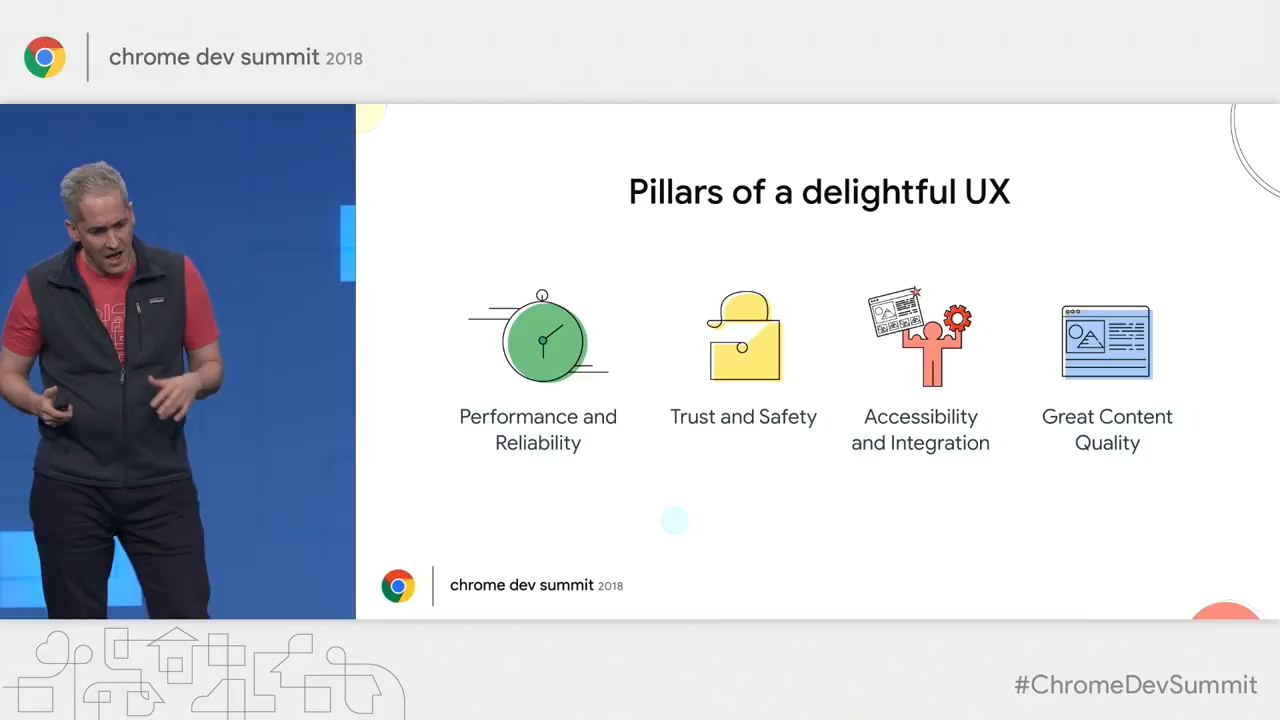 chrome dev summit 2018
Pillars of a delightful UX
Performance and
Reliability
Trust and Safety
Accessibility
and Integration
Great Content
Quality
chrome dev summit 2018
#ChromeDevSummit